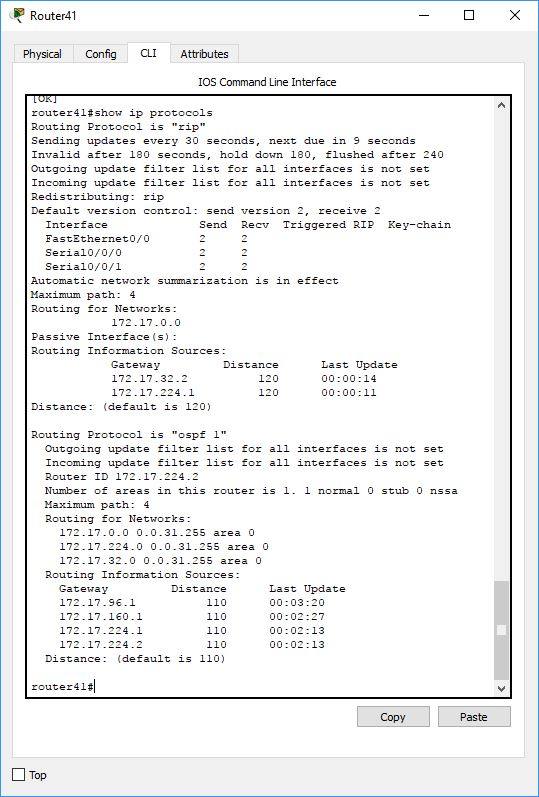 Router41
Physical Config CLI Attributes
IOS Command Line Interface
[OK]
router41#show ip protocols
Routing Protocol is "rip"
Sending updates every 30 seconds, next due in 9 seconds
Invalid after 180 seconds, hold down 180, flushed after 240
Outgoing update filter list for all interfaces is not set
Incoming update filter list for all interfaces is not set
Redistributing: rip
Default version control: send version 2, receive 2
Interface Send Recv Triggered RIP Key-chain
FastEthernet0/0 2 2
Serial0/0/0 2 2
Serial0/0/1 2 2
Automatic network summarization is in effect
Maximum path: 4
Routing for Networks:
172.17.0.0
Passive Interface(s):
Routing Information Sources:
Gateway Distance Last Update
172.17.32.2 120 00:00:14
172.17.224.1 120 00:00:11
Distance: (default is 120)
Routing Protocol is "ospf 1"
Outgoing update filter list for all interfaces is not set
Incoming update filter list for all interfaces is not set
Router ID 172.17.224.2
Number of areas in this router is 1. 1 normal 0 stub 0 nssa
Maximum path: 4
Routing for Networks:
172.17.0.0 0.0.31.255 area 0
172.17.224.0 0.0.31.255 area 0
172.17.32.0 0.0.31.255 area 0
Routing Information Sources:
Gateway Distance Last Update
172.17.96.1 110 00:03:20
172.17.160.1 110 00:02:27
172.17.224.1 110 00:02:13
172.17.224.2 110 00:02:13
Distance: (default is 110)
router41#
Copy Paste
Top